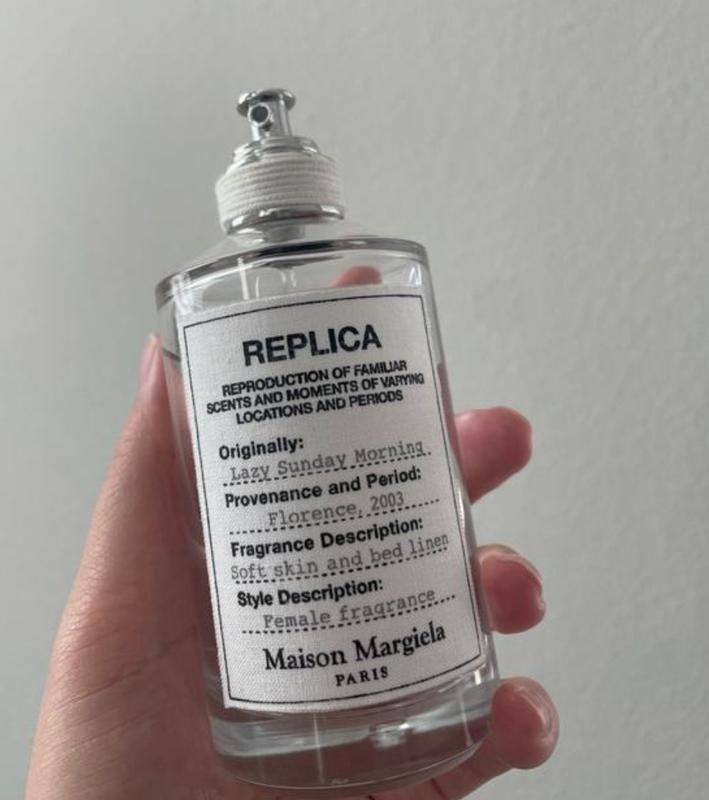 REPLICA
REPRODUCTION OF FAMILIAR
SCENTS AND MOMENTS OF VARYING
LOCATIONS AND PERIODS
Originally:
Lazy Sunday Morning
Provenance and Period:
Florence, 2003
Fragrance Description:
Soft skin and bed linen
Style Description:
Female fragrance
Maison Margiela
PARIS